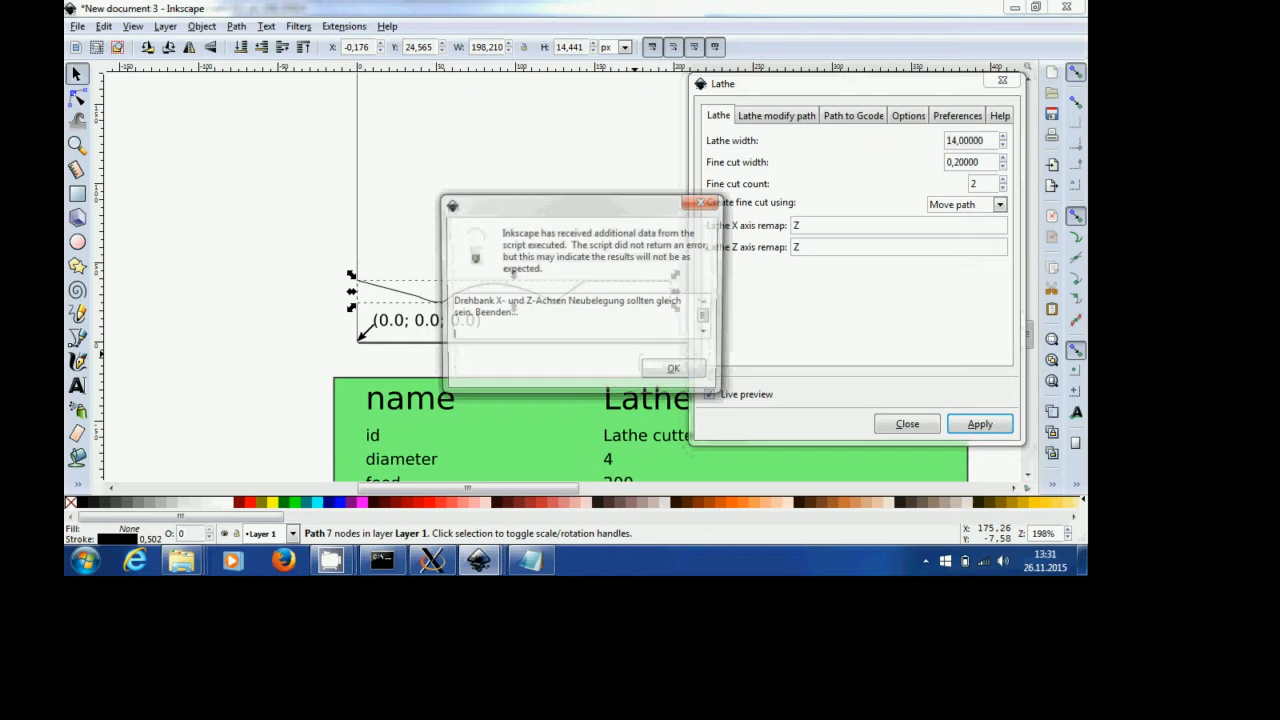 *New document 3 - Inkscape
File Edit View Layer Object Path Text Filters Extensions Help
X: -0,176 Y: 24,565 W: 198,210 H: 14,441 px
Lathe
Lathe Lathe modify path Path to Gcode Options Preferences Help
Lathe width: 14,00000
Fine cut width: 0,20000
Fine cut count: 2
Create fine cut using: Move path
Lathe X axis remap: Z
Lathe Z axis remap: Z
Live preview
Close Apply
Inkscape has received additional data from the
script executed. The script did not return an error,
but this may indicate the results will not be as
expected.
Drehbank X- und Z-Achsen Neubelegung sollten gleich
sein. Beenden...
OK
(0.0; 0.0; 0.0)
name Lathe
id Lathe cutte
diameter 4
feed 200
Fill: None
Stroke: 0,502
O: 0
Layer 1
Path 7 nodes in layer Layer 1. Click selection to toggle scale/rotation handles.
X: 175,26
Y: -7,58
Z: 198%
13:31
26.11.2015